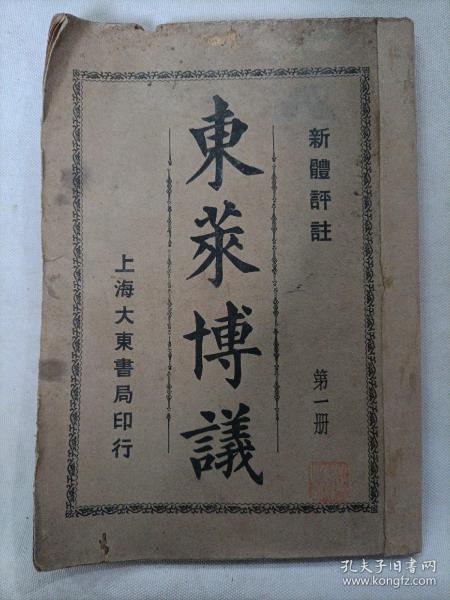 新體評註
第一册
東萊博議
上海大東書局印行
孔夫子旧书网
www.kongfz.com